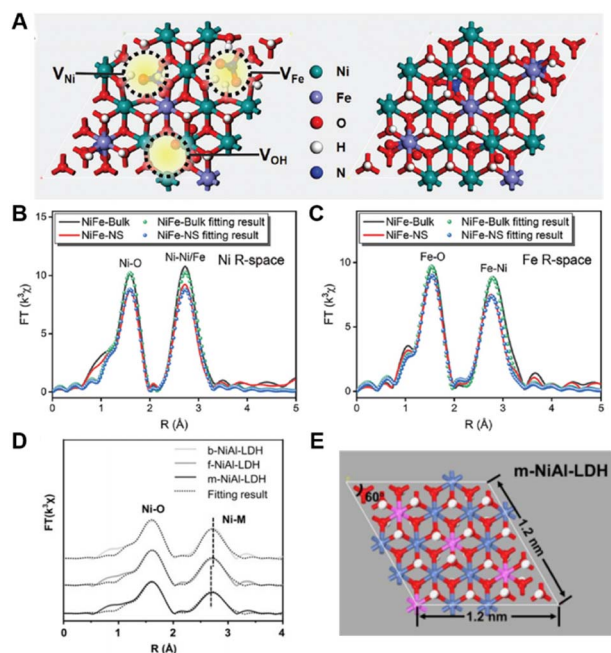 A
V_Ni
V_Fe
V_OH
Ni
Fe
O
H
N
B
NiFe-Bulk
NiFe-Bulk fitting result
NiFe-NS
NiFe-NS fitting result
Ni-O
Ni-Ni/Fe
Ni R-space
FT (k³χ)
15
10
5
0
0 1 2 3 4 5
R (Å)
C
NiFe-Bulk
NiFe-Bulk fitting result
NiFe-NS
NiFe-NS fitting result
Fe-O
Fe-Ni
Fe R-space
FT (k³χ)
15
10
5
0
0 1 2 3 4 5
R (Å)
D
b-NiAl-LDH
f-NiAl-LDH
m-NiAl-LDH
Fitting result
Ni-O
Ni-M
FT(k³χ)
0 1 2 3 4
R (Å)
E
m-NiAl-LDH
60°
1.2 nm
1.2 nm